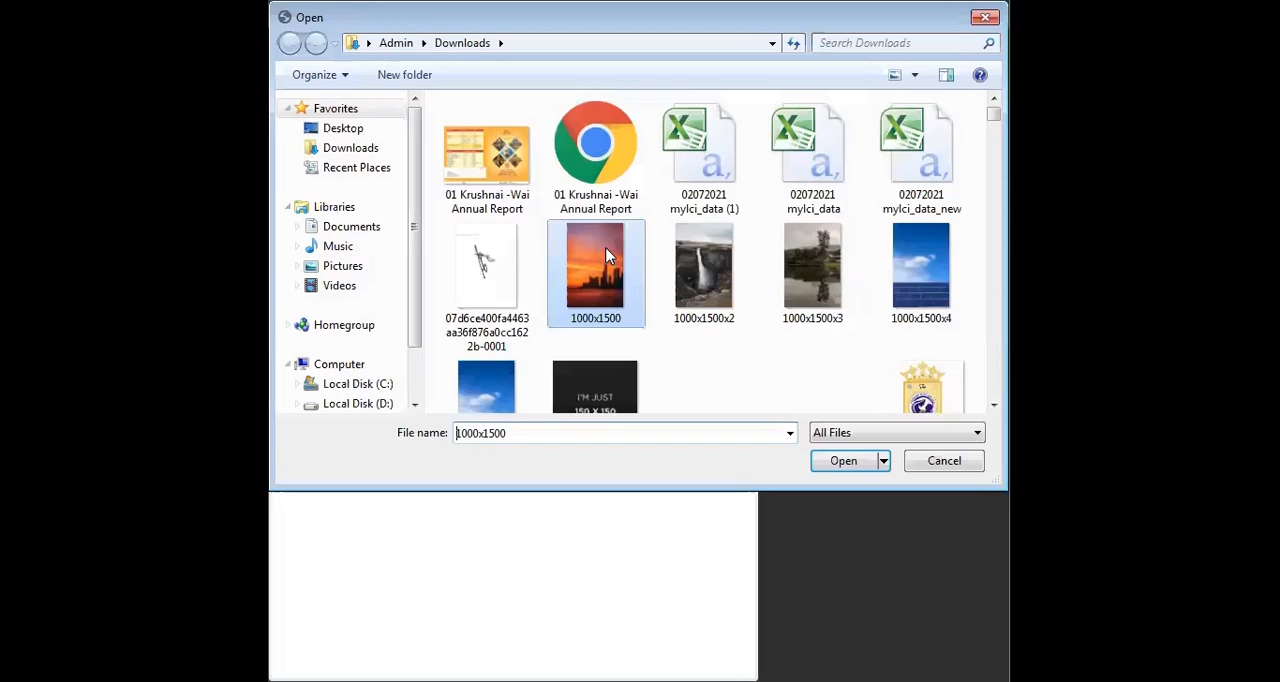 Open
Admin
Downloads
Search Downloads
Organize
New folder
Favorites
Desktop
Downloads
Recent Places
Libraries
Documents
Music
Pictures
Videos
Homegroup
Computer
Local Disk (C:)
Local Disk (D:)
01 Krushnai -Wai
Annual Report
01 Krushnai -Wai
Annual Report
02072021
mylci_data (1)
02072021
mylci_data
02072021
mylci_data_new
07d6ce400fa4463
aa36f876a0cc162
2b-0001
1000x1500
1000x1500x2
1000x1500x3
1000x1500x4
I'M JUST
150 X 150
File name:
1000x1500
All Files
Open
Cancel